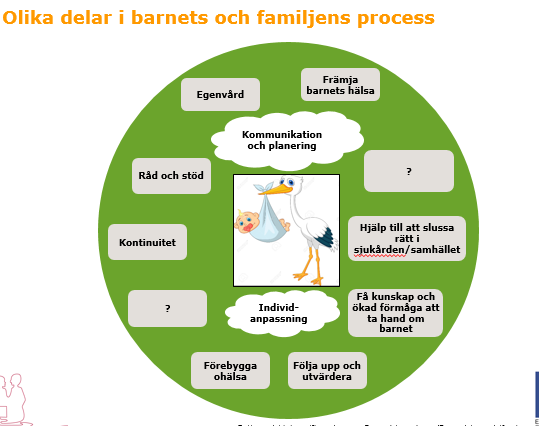 Olika delar i barnets och familjens process
Främja
barnets hälsa
Egenvård
Kommunikation
och planering
?
Råd och stöd
Hjälp till att slussa
rätt i
sjukården/samhället
Kontinuitet
Få kunskap och
ökad förmåga att
ta hand om
barnet
?
Individ-
anpassning
Förebygga
ohälsa
Följa upp och
utvärdera